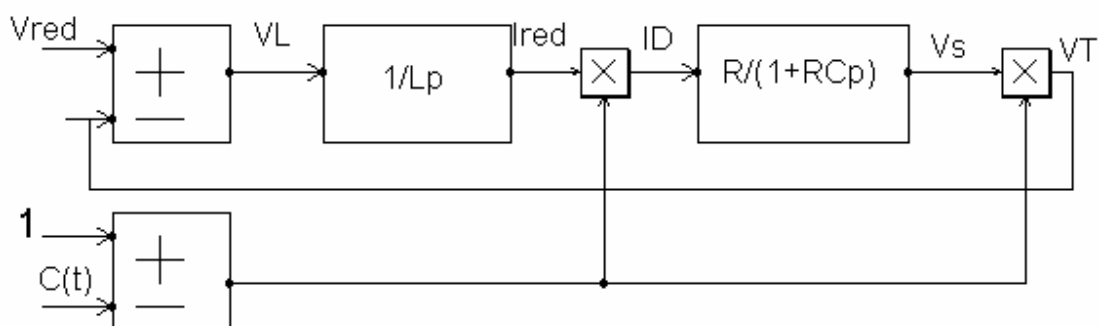 Vred
VL
1/Lp
Ired
ID
R/(1+RCp)
Vs
VT
1
C(t)